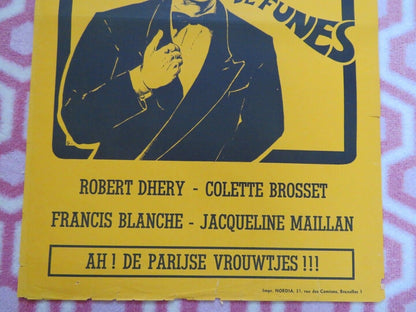 DE FUNES
ROBERT DHERY - COLETTE BROSSET
FRANCIS BLANCHE - JACQUELINE MAILLAN
AH ! DE PARIJSE VROUWTJES !!!
Impr. NORDIA, 21, rue des Comtons, Bruxelles 1